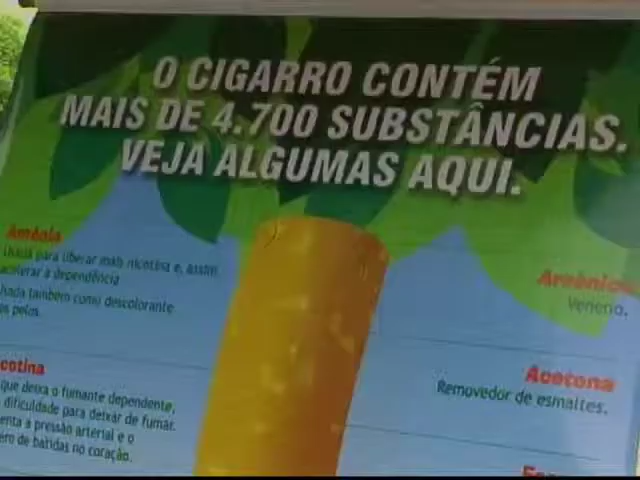 O CIGARRO CONTÉM
MAIS DE 4.700 SUBSTÂNCIAS.
VEJA ALGUMAS AQUI.
Amônia
Usada para liberar mais nicotina e, assim,
acelerar a dependência
Usada também como descolorante
pelos.
Arsênico
Veneno.
cotina
que deixa o fumante dependente,
dificuldade para deixar de fumar.
enta a pressão arterial e o
ero de batidas no coração.
Acetona
Removedor de esmaltes.